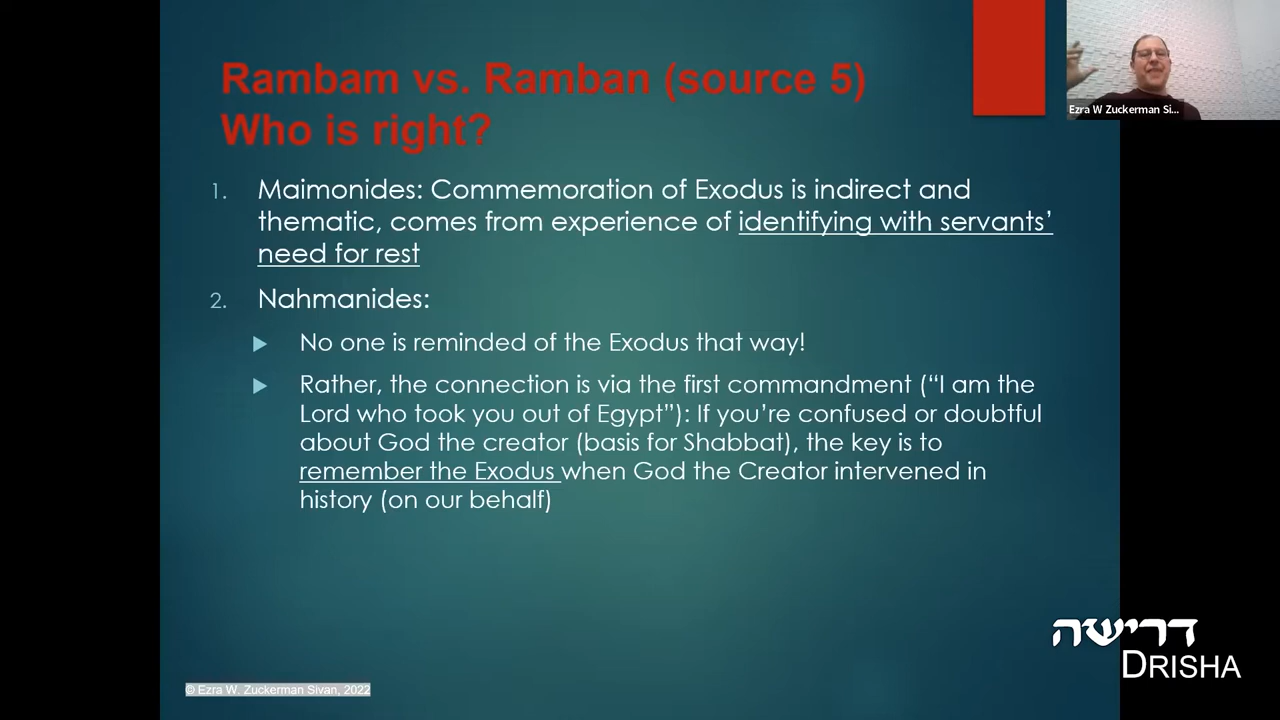 Rambam vs. Ramban (source 5)
Who is right?
Ezra W Zuckerman Si...
1. Maimonides: Commemoration of Exodus is indirect and
thematic, comes from experience of identifying with servants’
need for rest
2. Nahmanides:
No one is reminded of the Exodus that way!
Rather, the connection is via the first commandment (“I am the
Lord who took you out of Egypt”): If you’re confused or doubtful
about God the creator (basis for Shabbat), the key is to
remember the Exodus when God the Creator intervened in
history (on our behalf)
דרישה
DRISHA
© Ezra W. Zuckerman Sivan, 2022